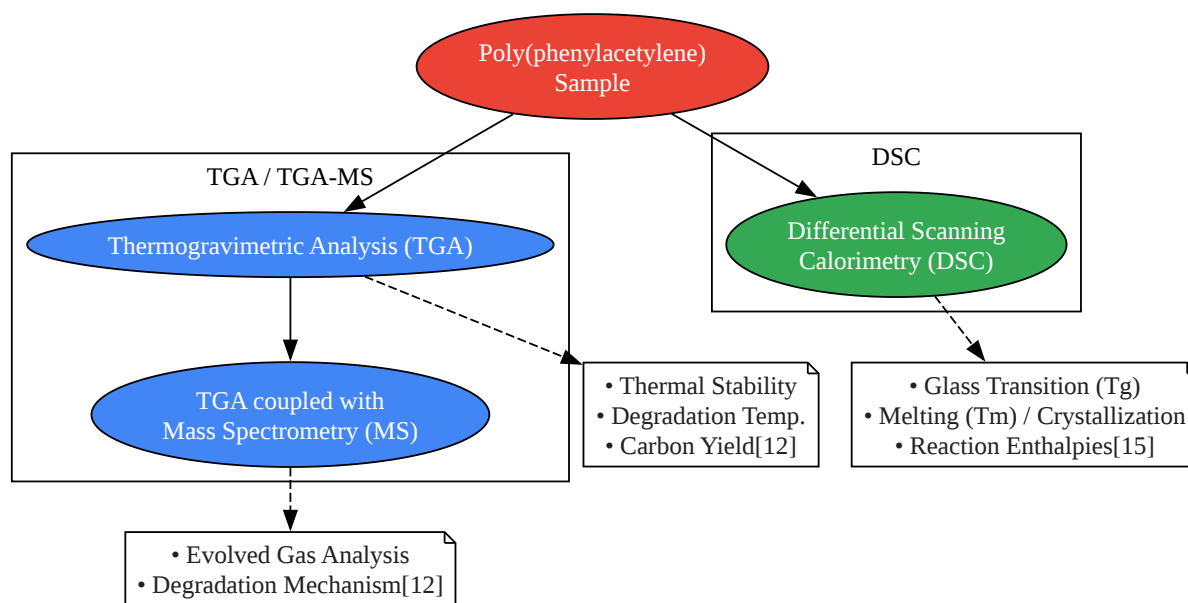 Poly(phenylacetylene)
Sample
TGA / TGA-MS
Thermogravimetric Analysis (TGA)
TGA coupled with
Mass Spectrometry (MS)
DSC
Differential Scanning
Calorimetry (DSC)
• Thermal Stability
• Degradation Temp.
• Carbon Yield[12]
• Glass Transition (Tg)
• Melting (Tm) / Crystallization
• Reaction Enthalpies[15]
• Evolved Gas Analysis
• Degradation Mechanism[12]